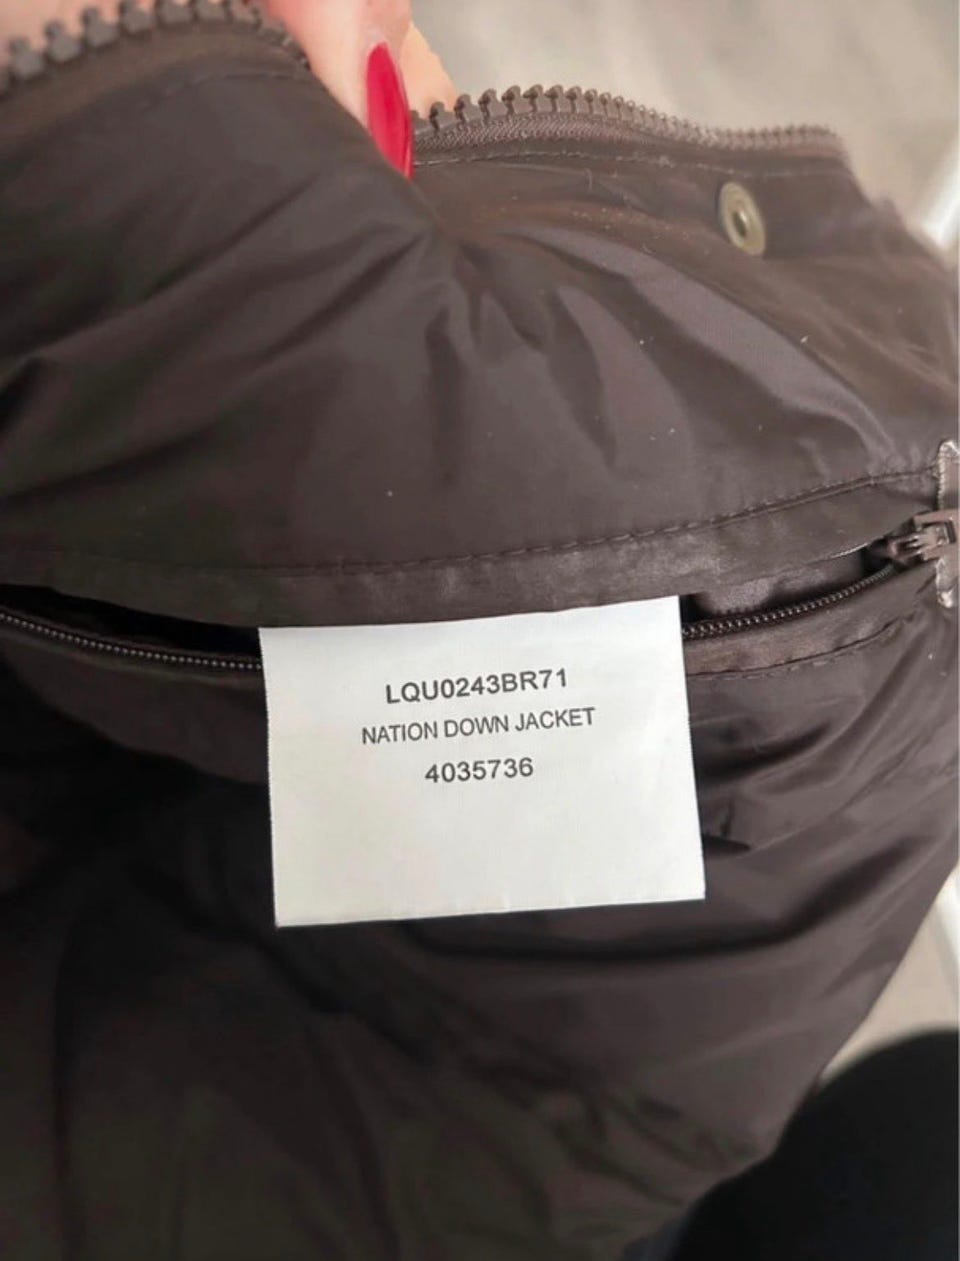 LQU0243BR71
NATION DOWN JACKET
4035736